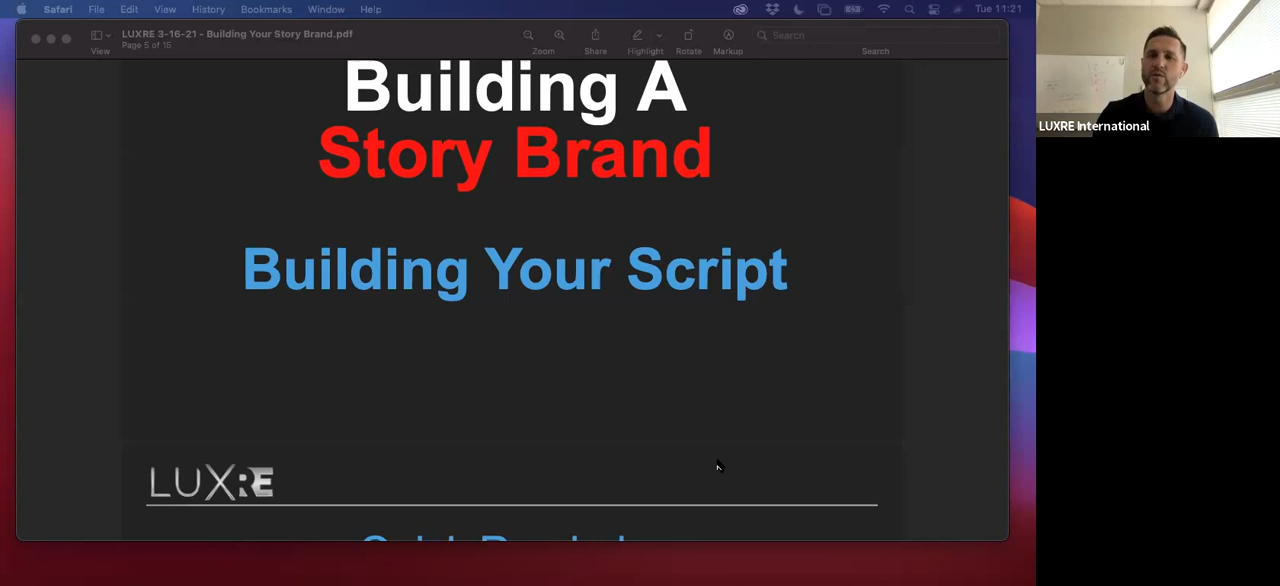 Safari File Edit View History Bookmarks Window Help Tue 11:21
LUXRE 3-16-21 - Building Your Story Brand.pdf
Page 5 of 15
Search
View Zoom Share Highlight Rotate Markup Search
LUXRE International
Building A
Story Brand
Building Your Script
LUXRE
Quick